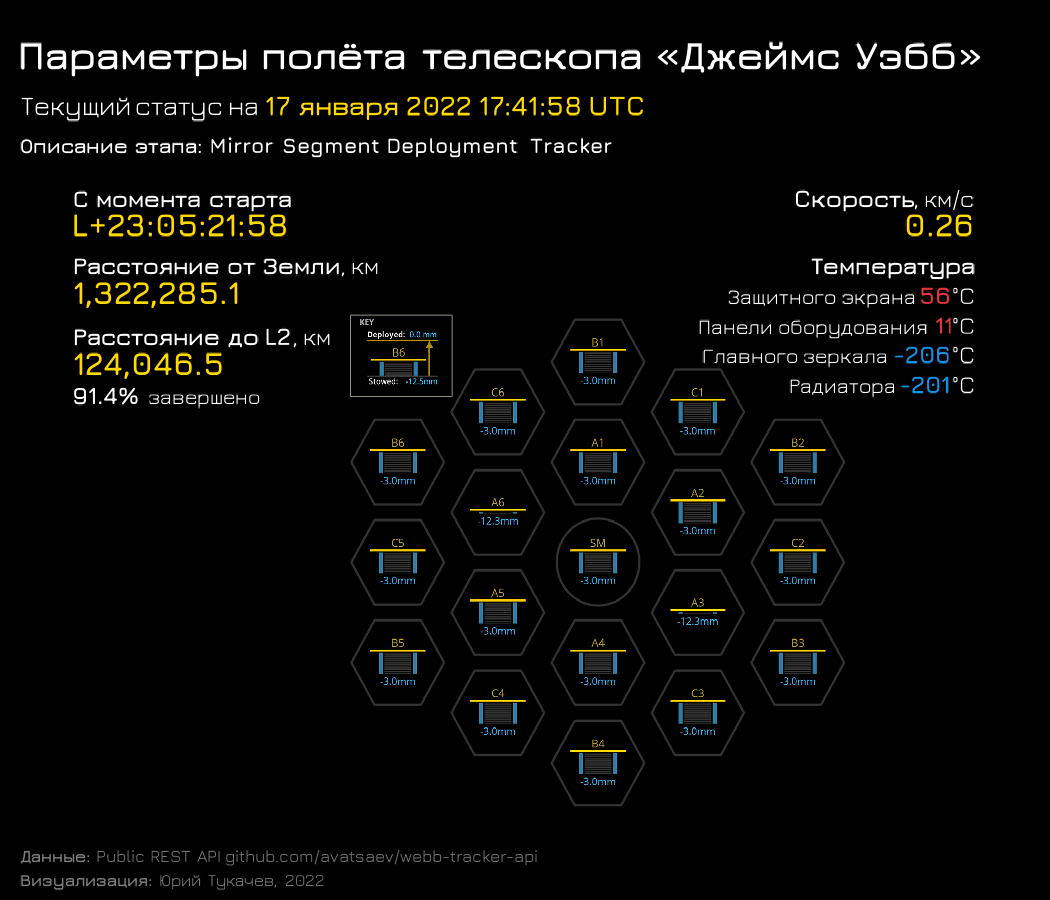 Параметры полёта телескопа «Джеймс Уэбб»
Текущий статус на 17 января 2022 17:41:58 UTC
Описание этапа: Mirror Segment Deployment Tracker
С момента старта
L+23:05:21:58
Расстояние от Земли, км
1,322,285.1
Расстояние до L2, км
124,046.5
91.4% завершено
Скорость, км/с
0.26
Температура
Защитного экрана 56°C
Панели оборудования 11°C
Главного зеркала -206°C
Радиатора -201°C
KEY
Deployed: 0.0 mm
B6
Stowed: -12.5mm
B1
-3.0mm
C6
-3.0mm
C1
-3.0mm
B6
-3.0mm
A1
-3.0mm
B2
-3.0mm
A6
-12.3mm
A2
-3.0mm
C5
-3.0mm
SM
-3.0mm
C2
-3.0mm
A5
-3.0mm
A3
-12.3mm
B5
-3.0mm
A4
-3.0mm
B3
-3.0mm
C4
-3.0mm
C3
-3.0mm
B4
-3.0mm
Данные: Public REST API github.com/avatsaev/webb-tracker-api
Визуализация: Юрий Тукачев, 2022